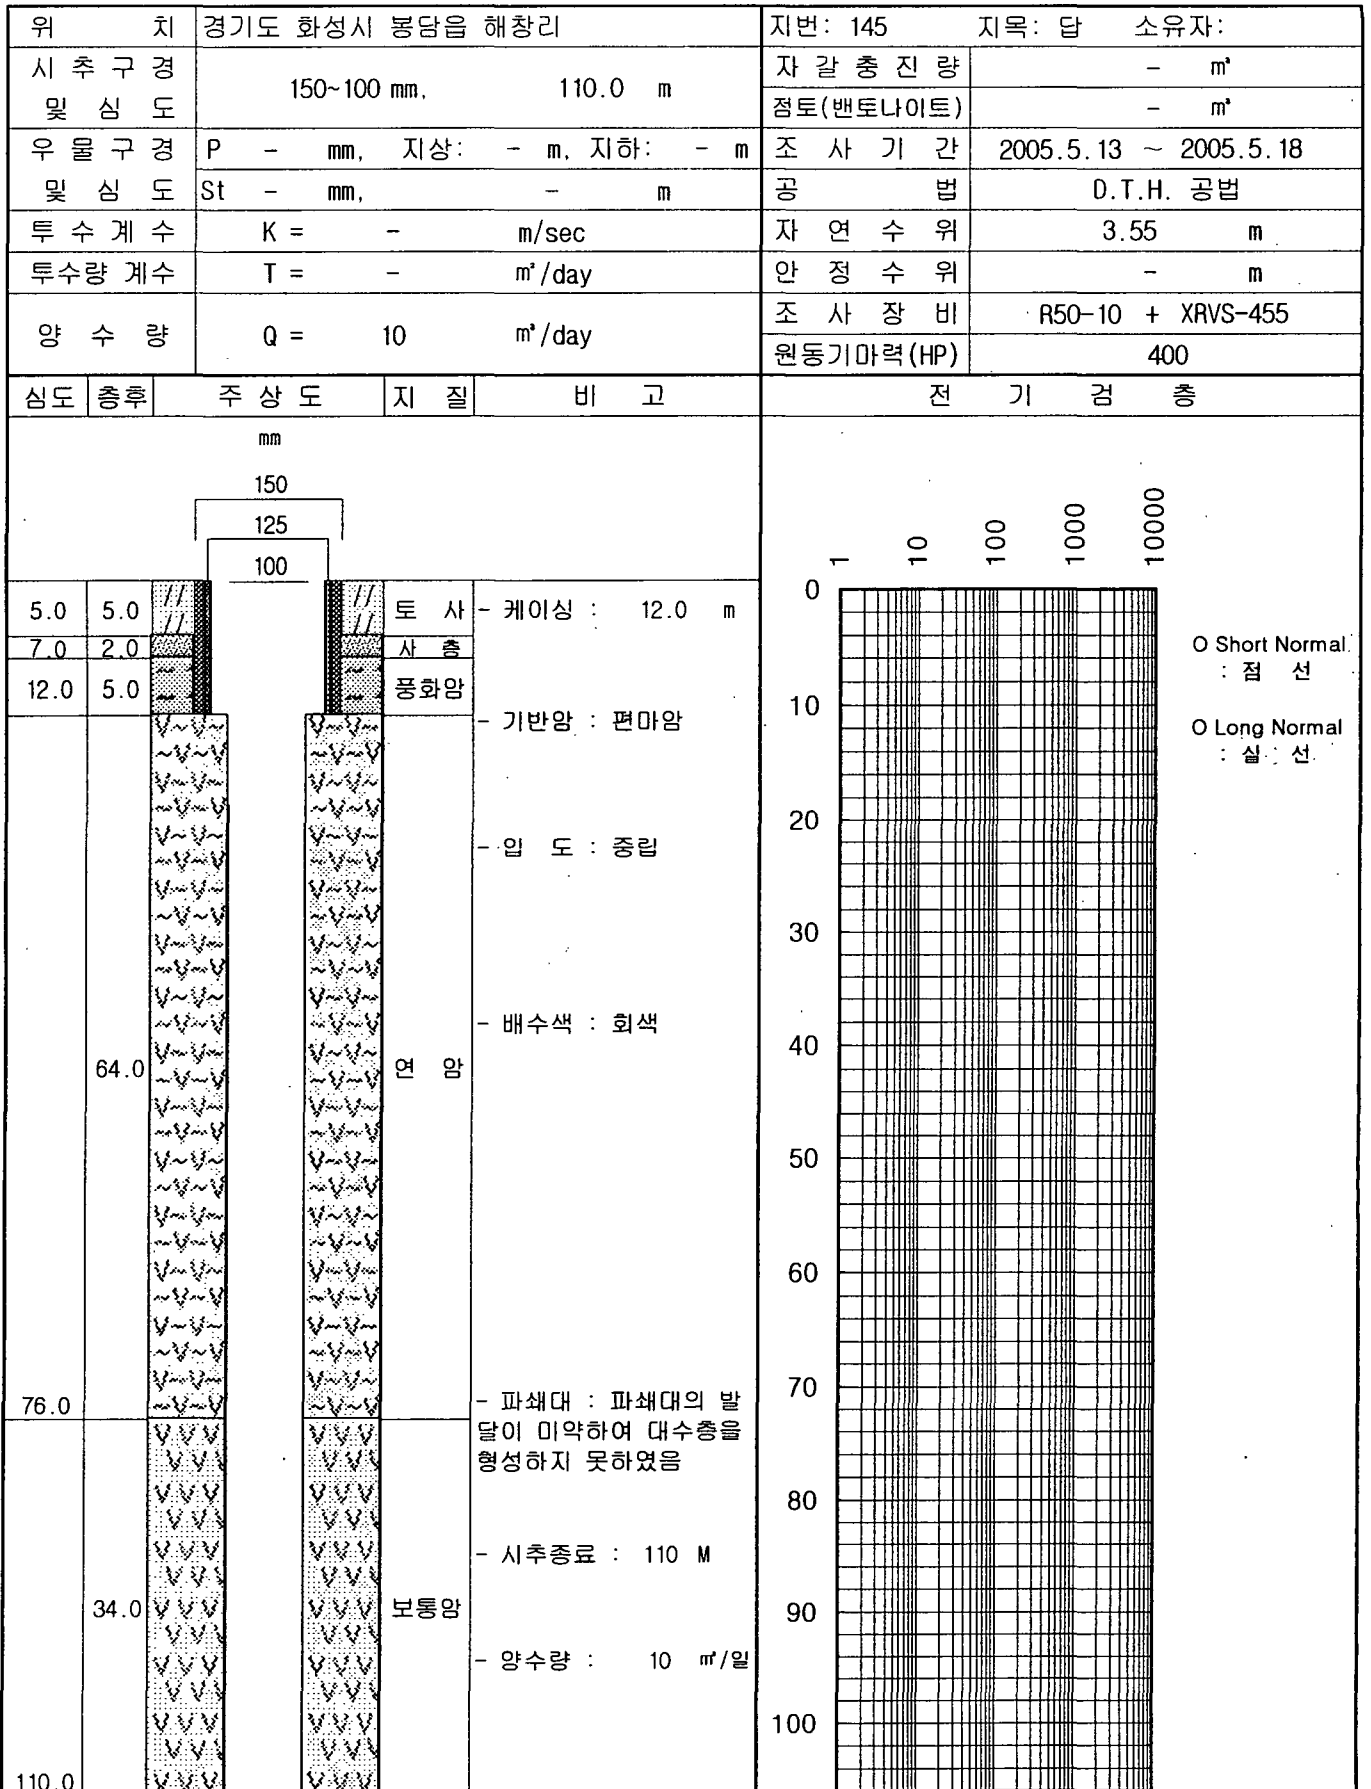 위 치 경기도 화성시 봉담읍 해창리 지번: 145 지목: 답 소유자:
시 추 구 경 및 심 도 150~100 mm, 110.0 m
자 갈 충 진 량 - ㎥
점토(밴토나이트) - ㎥
우 물 구 경 P - mm, 지상: - m, 지하: - m
조 사 기 간 2005.5.13 ~ 2005.5.18
및 심 도 St - mm, - m
공 법 D.T.H. 공법
투 수 계 수 K = - m/sec
자 연 수 위 3.55 m
투수량 계수 T = - ㎡/day
안 정 수 위 - m
양 수 량 Q = 10 ㎥/day
조 사 장 비 R50-10 + XRVS-455
원동기마력(HP) 400
심도 층후 주 상 도 지 질 비 고 전 기 검 층
mm
150
125
100
1 10 100 1000 10000
5.0 5.0 토 사 - 케이싱 : 12.0 m
7.0 2.0 사 층
12.0 5.0 풍화암
- 기반암 : 편마암
- 입 도 : 중립
- 배수색 : 회색
64.0 연 암
76.0
- 파쇄대 : 파쇄대의 발
달이 미약하여 대수층을
형성하지 못하였음
- 시추종료 : 110 M
34.0 보통암
- 양수량 : 10 ㎥/일
110.0
0
10
20
30
40
50
60
70
80
90
100
O Short Normal
: 점 선
O Long Normal
: 실 선